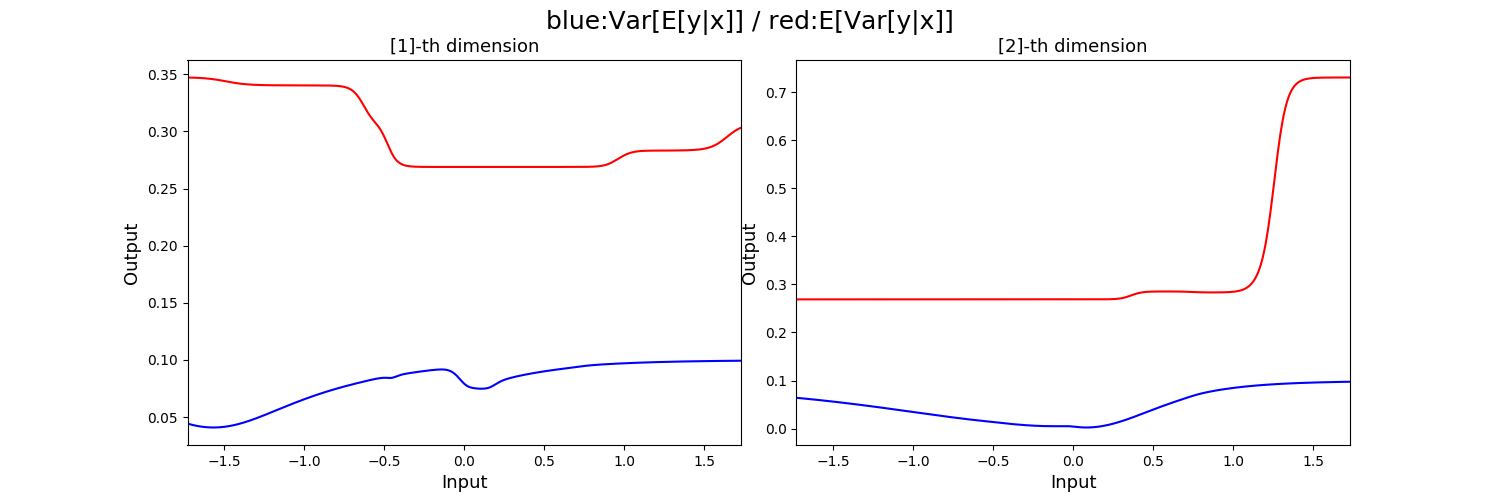 blue:Var[E[y|x]] / red:E[Var[y|x]]
[1]-th dimension
0.35
0.30
0.25
0.20
0.15
0.10
0.05
Output
−1.5 −1.0 −0.5 0.0 0.5 1.0 1.5
Input
[2]-th dimension
0.7
0.6
0.5
0.4
0.3
0.2
0.1
0.0
Output
−1.5 −1.0 −0.5 0.0 0.5 1.0 1.5
Input